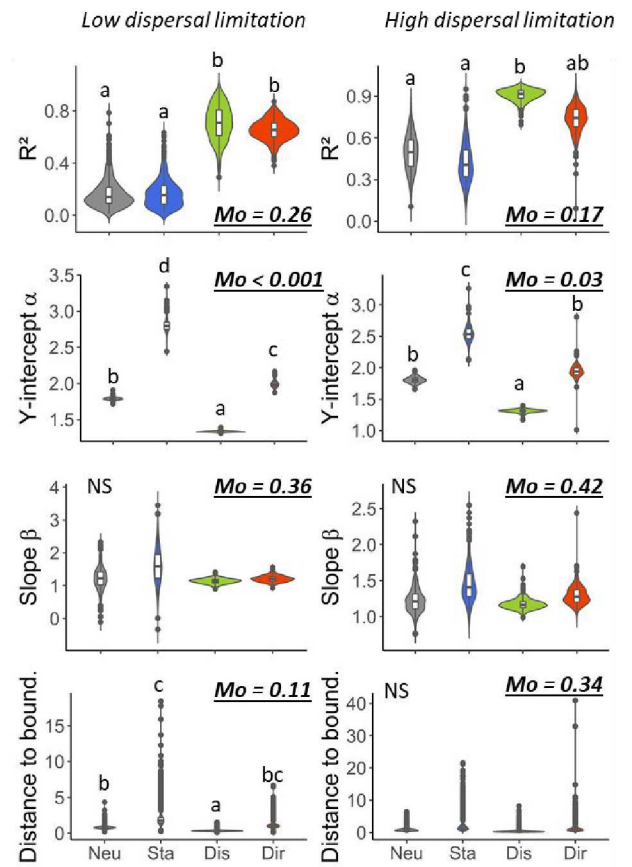 Low dispersal limitation
High dispersal limitation
R²
0.8
0.4
0.0
a
a
b
b
Mo = 0.26
R²
0.9
0.6
0.3
0.0
a
a
b
ab
Mo = 0.17
Y-intercept α
3.5
3.0
2.5
2.0
1.5
b
d
a
c
Mo < 0.001
Y-intercept α
3.0
2.5
2.0
1.5
1.0
b
c
a
b
Mo = 0.03
Slope β
4
3
2
1
0
NS
Mo = 0.36
Slope β
2.5
2.0
1.5
1.0
NS
Mo = 0.42
Distance to bound.
15
10
5
0
b
c
a
bc
Mo = 0.11
Neu Sta Dis Dir
Distance to bound.
40
30
20
10
0
NS
Mo = 0.34
Neu Sta Dis Dir